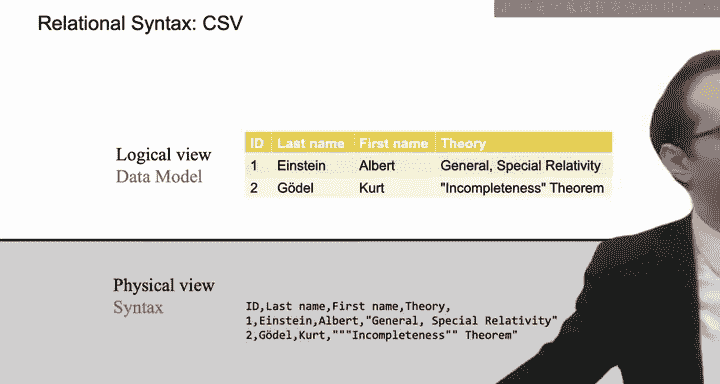 Relational Syntax: CSV
Logical view
Data Model
ID Last name First name Theory
1 Einstein Albert General, Special Relativity
2 Gödel Kurt "Incompleteness" Theorem
Physical view
Syntax
ID,Last name,First name,Theory,
1,Einstein,Albert,"General, Special Relativity"
2,Gödel,Kurt,"""Incompleteness"" Theorem"